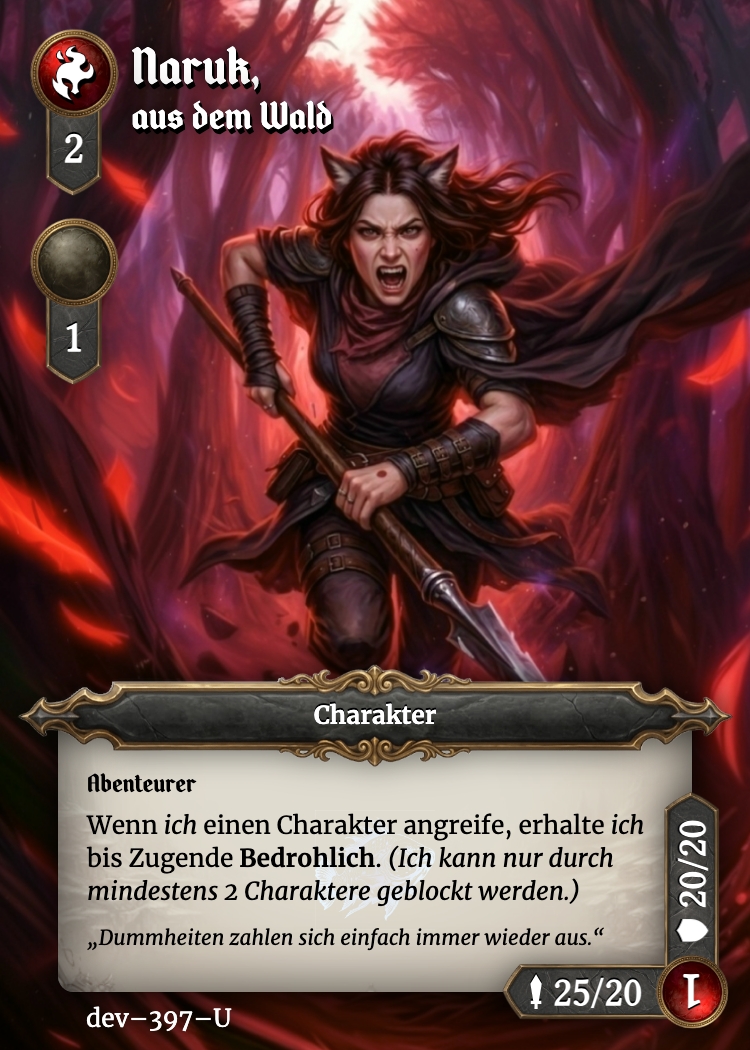 Naruk,
aus dem Wald
2
1
Charakter
Abenteurer
Wenn ich einen Charakter angreife, erhalte ich
bis Zugende Bedrohlich. (Ich kann nur durch
mindestens 2 Charaktere geblockt werden.)
„Dummheiten zahlen sich einfach immer wieder aus.“
20/20
25/20
1
dev–397–U